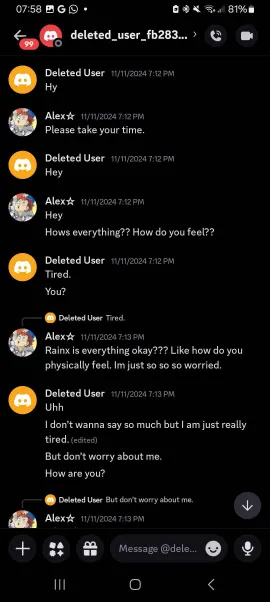 07:58
81%
99
deleted_user_fb283...
Deleted User 11/11/2024 7:12 PM
Hy
Alex☆ 11/11/2024 7:12 PM
Please take your time.
Deleted User 11/11/2024 7:12 PM
Hey
Alex☆ 11/11/2024 7:12 PM
Hey
Hows everything?? How do you feel??
Deleted User 11/11/2024 7:12 PM
Tired.
You?
Deleted User Tired.
Alex☆ 11/11/2024 7:13 PM
Rainx is everything okay??? Like how do you
physically feel. Im just so so so worried.
Deleted User 11/11/2024 7:13 PM
Uhh
I don't wanna say so much but I am just really
tired. (edited)
But don't worry about me.
How are you?
Deleted User But don't worry about me.
Alex☆ 11/11/2024 7:13 PM
Message @dele...